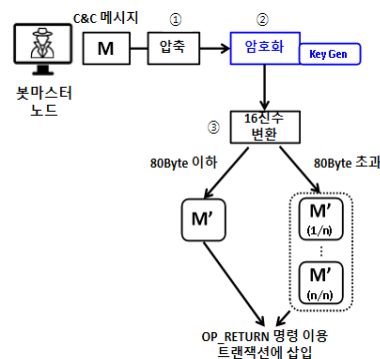 C&C 메시지
①
②
M
압축
암호화
Key Gen
봇마스터
노드
③
16진수
변환
80Byte 이하
80Byte 초과
M'
M'
(1/n)
⋮
M'
(n/n)
OP_RETURN 명령 이용
트랜잭션에 삽입